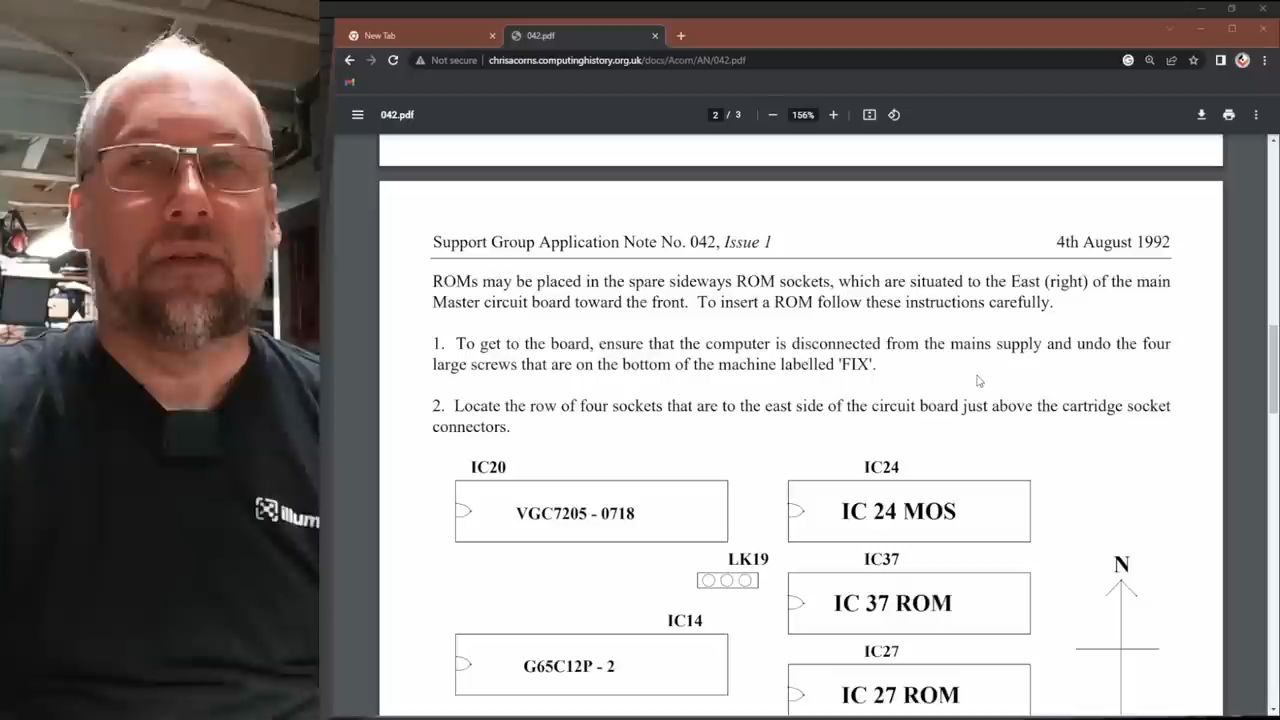 New Tab
042.pdf
Not secure
chrisacorns.computinghistory.org.uk/docs/Acorn/AN/042.pdf
042.pdf
2 / 3
156%
Support Group Application Note No. 042, Issue 1
4th August 1992
ROMs may be placed in the spare sideways ROM sockets, which are situated to the East (right) of the main
Master circuit board toward the front. To insert a ROM follow these instructions carefully.
1. To get to the board, ensure that the computer is disconnected from the mains supply and undo the four
large screws that are on the bottom of the machine labelled 'FIX'.
2. Locate the row of four sockets that are to the east side of the circuit board just above the cartridge socket
connectors.
IC20
VGC7205 - 0718
IC24
IC 24 MOS
LK19
IC37
IC 37 ROM
N
IC14
G65C12P - 2
IC27
IC 27 ROM
illum